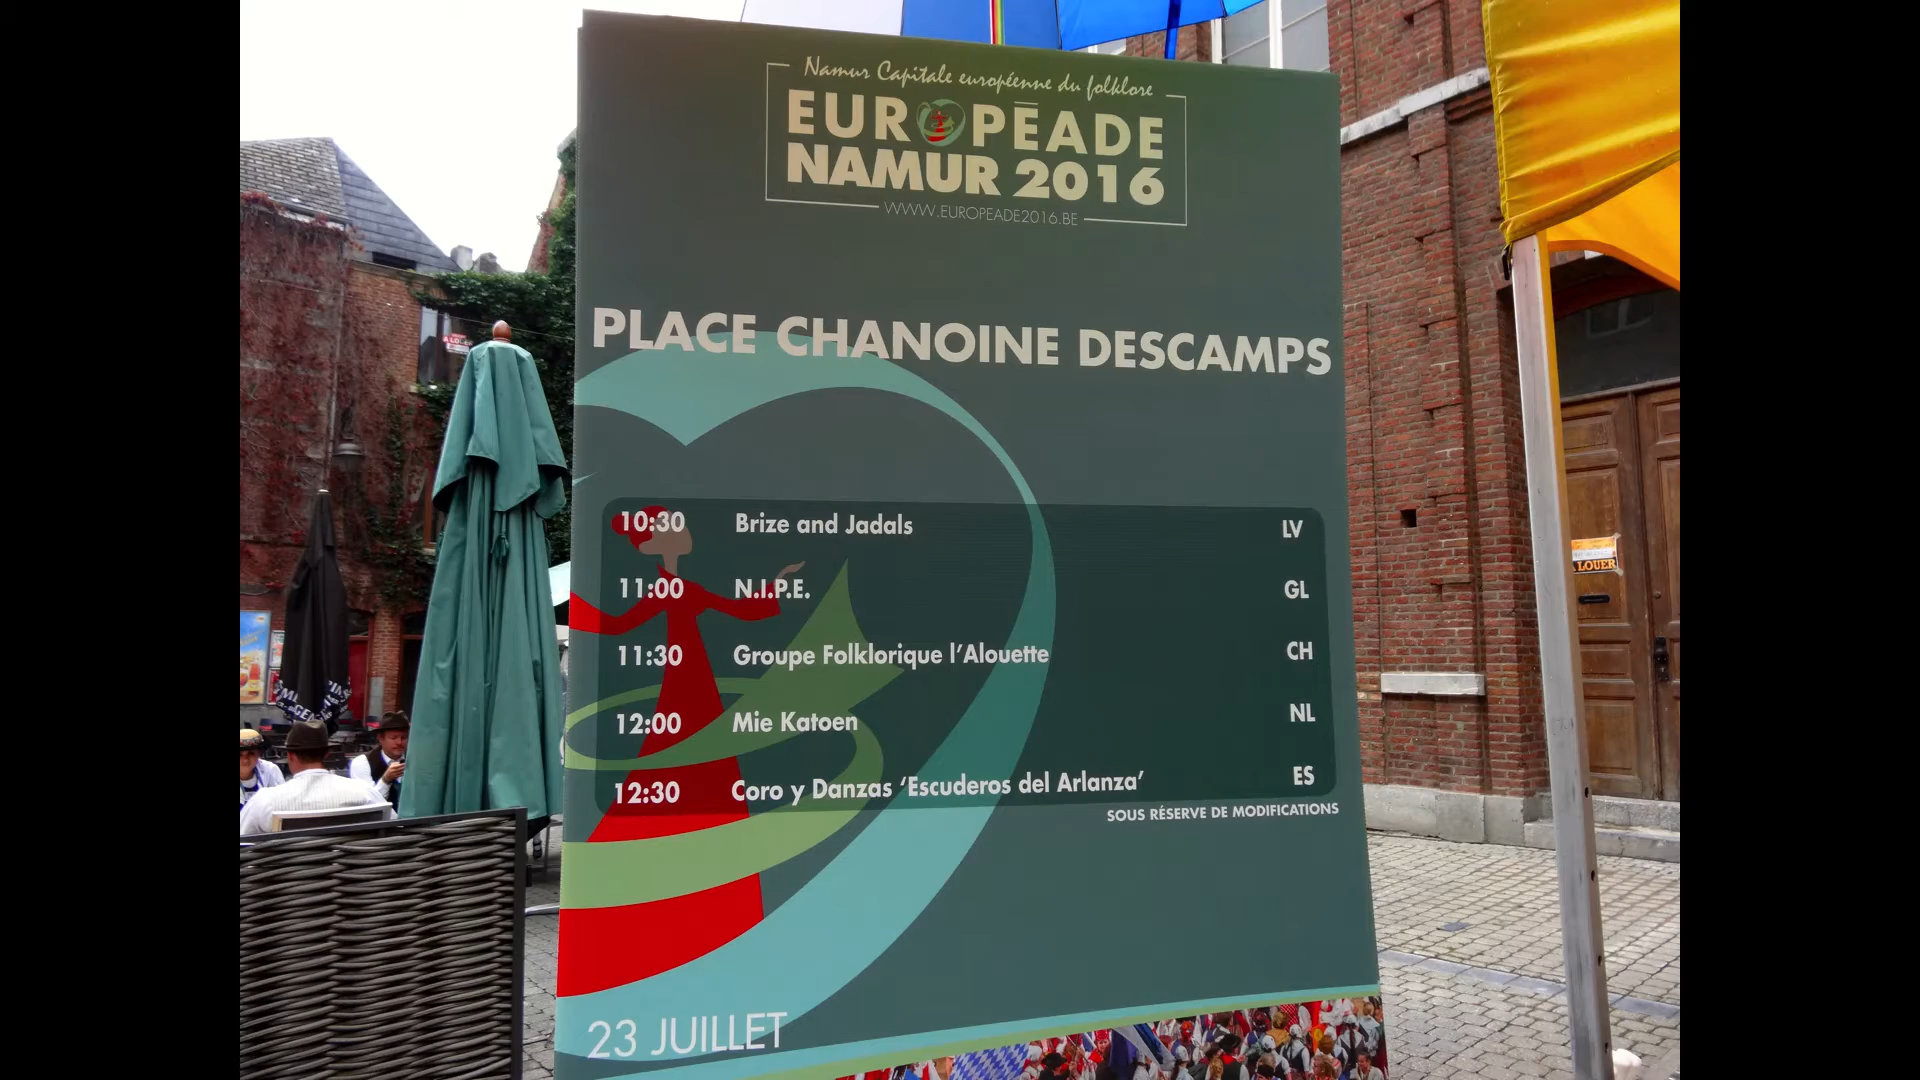 Namur Capitale européenne du folklore
EUROPÉADE
NAMUR 2016
WWW.EUROPEADE2016.BE
PLACE CHANOINE DESCAMPS
10:30 Brize and Jadals LV
11:00 N.I.P.E. GL
11:30 Groupe Folklorique l'Alouette CH
12:00 Mie Katoen NL
12:30 Coro y Danzas 'Escuderos del Arlanza' ES
SOUS RÉSERVE DE MODIFICATIONS
23 JUILLET
A LOUER